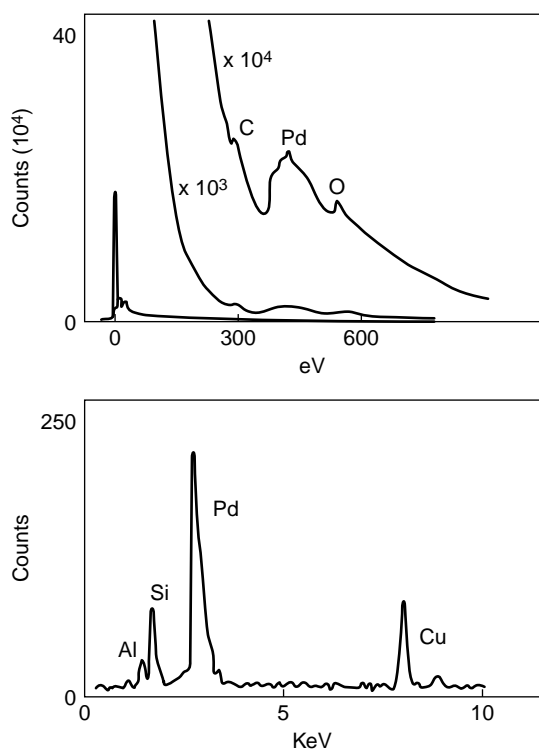 40
x 10⁴
C
Pd
Counts (10⁴)
x 10³
O
0
0 300 600
eV
250
Pd
Counts
Si
Al
Cu
0
0 5 10
KeV